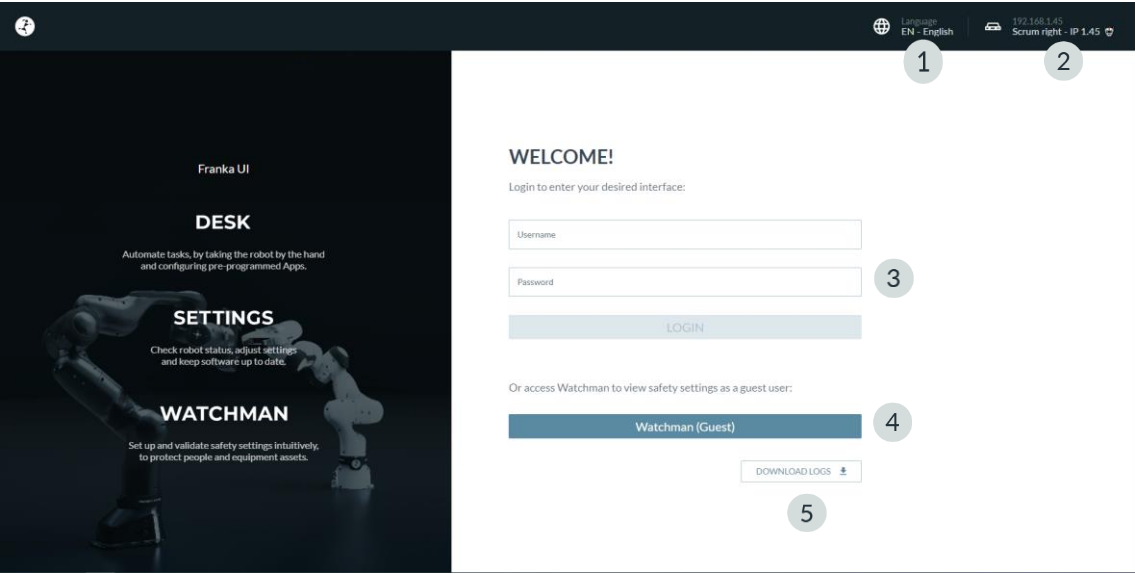 Language
EN - English
192.168.1.45
Scrum right - IP 1.45
1
2
Franka UI
DESK
Automate tasks, by taking the robot by the hand
and configuring pre-programmed Apps.
SETTINGS
Check robot status, adjust settings
and keep software up to date.
WATCHMAN
Set up and validate safety settings intuitively,
to protect people and equipment assets.
WELCOME!
Login to enter your desired interface:
Username
Password
3
LOGIN
Or access Watchman to view safety settings as a guest user:
Watchman (Guest)
4
DOWNLOAD LOGS
5